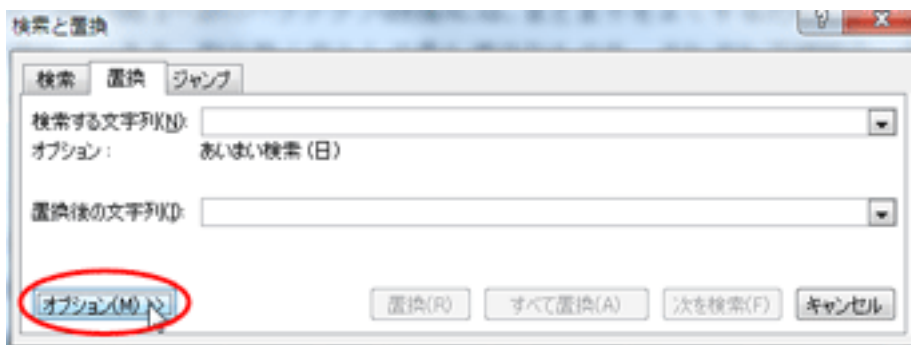 検索と置換
検索 置換 ジャンプ
検索する文字列(N):
オプション: あいまい検索 (日)
置換後の文字列(I):
オプション(M) >> 置換(R) すべて置換(A) 次を検索(F) キャンセル